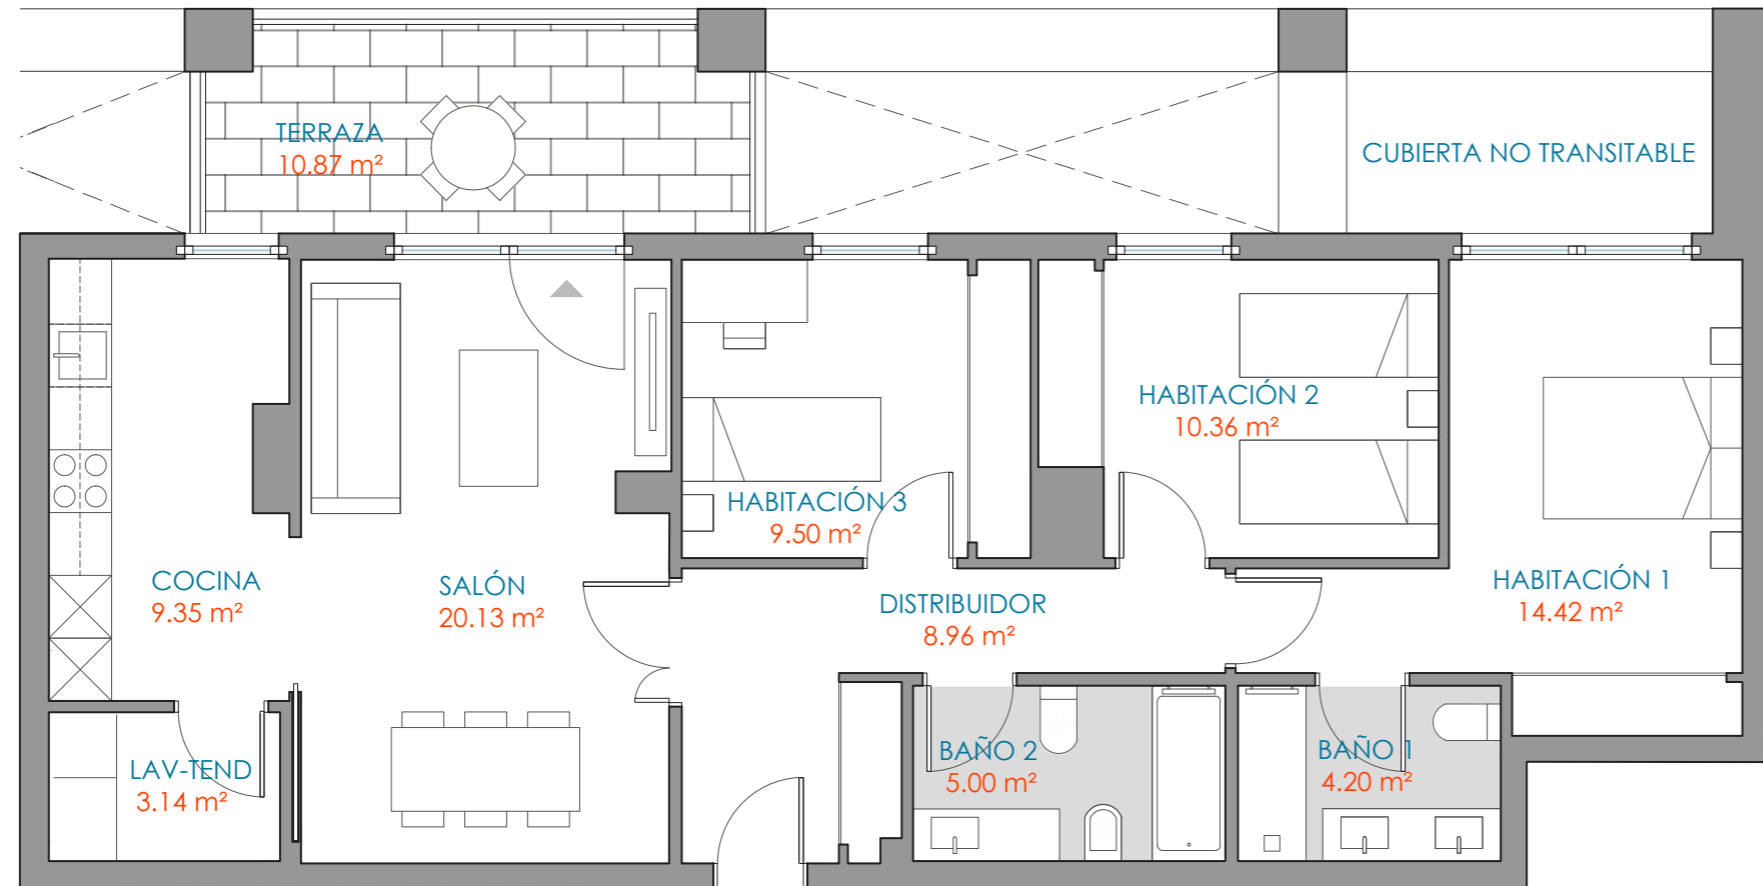 TERRAZA
10.87 m²
CUBIERTA NO TRANSITABLE
HABITACIÓN 2
10.36 m²
HABITACIÓN 3
9.50 m²
COCINA
9.35 m²
SALÓN
20.13 m²
DISTRIBUIDOR
8.96 m²
HABITACIÓN 1
14.42 m²
LAV-TEND
3.14 m²
BAÑO 2
5.00 m²
BAÑO 1
4.20 m²